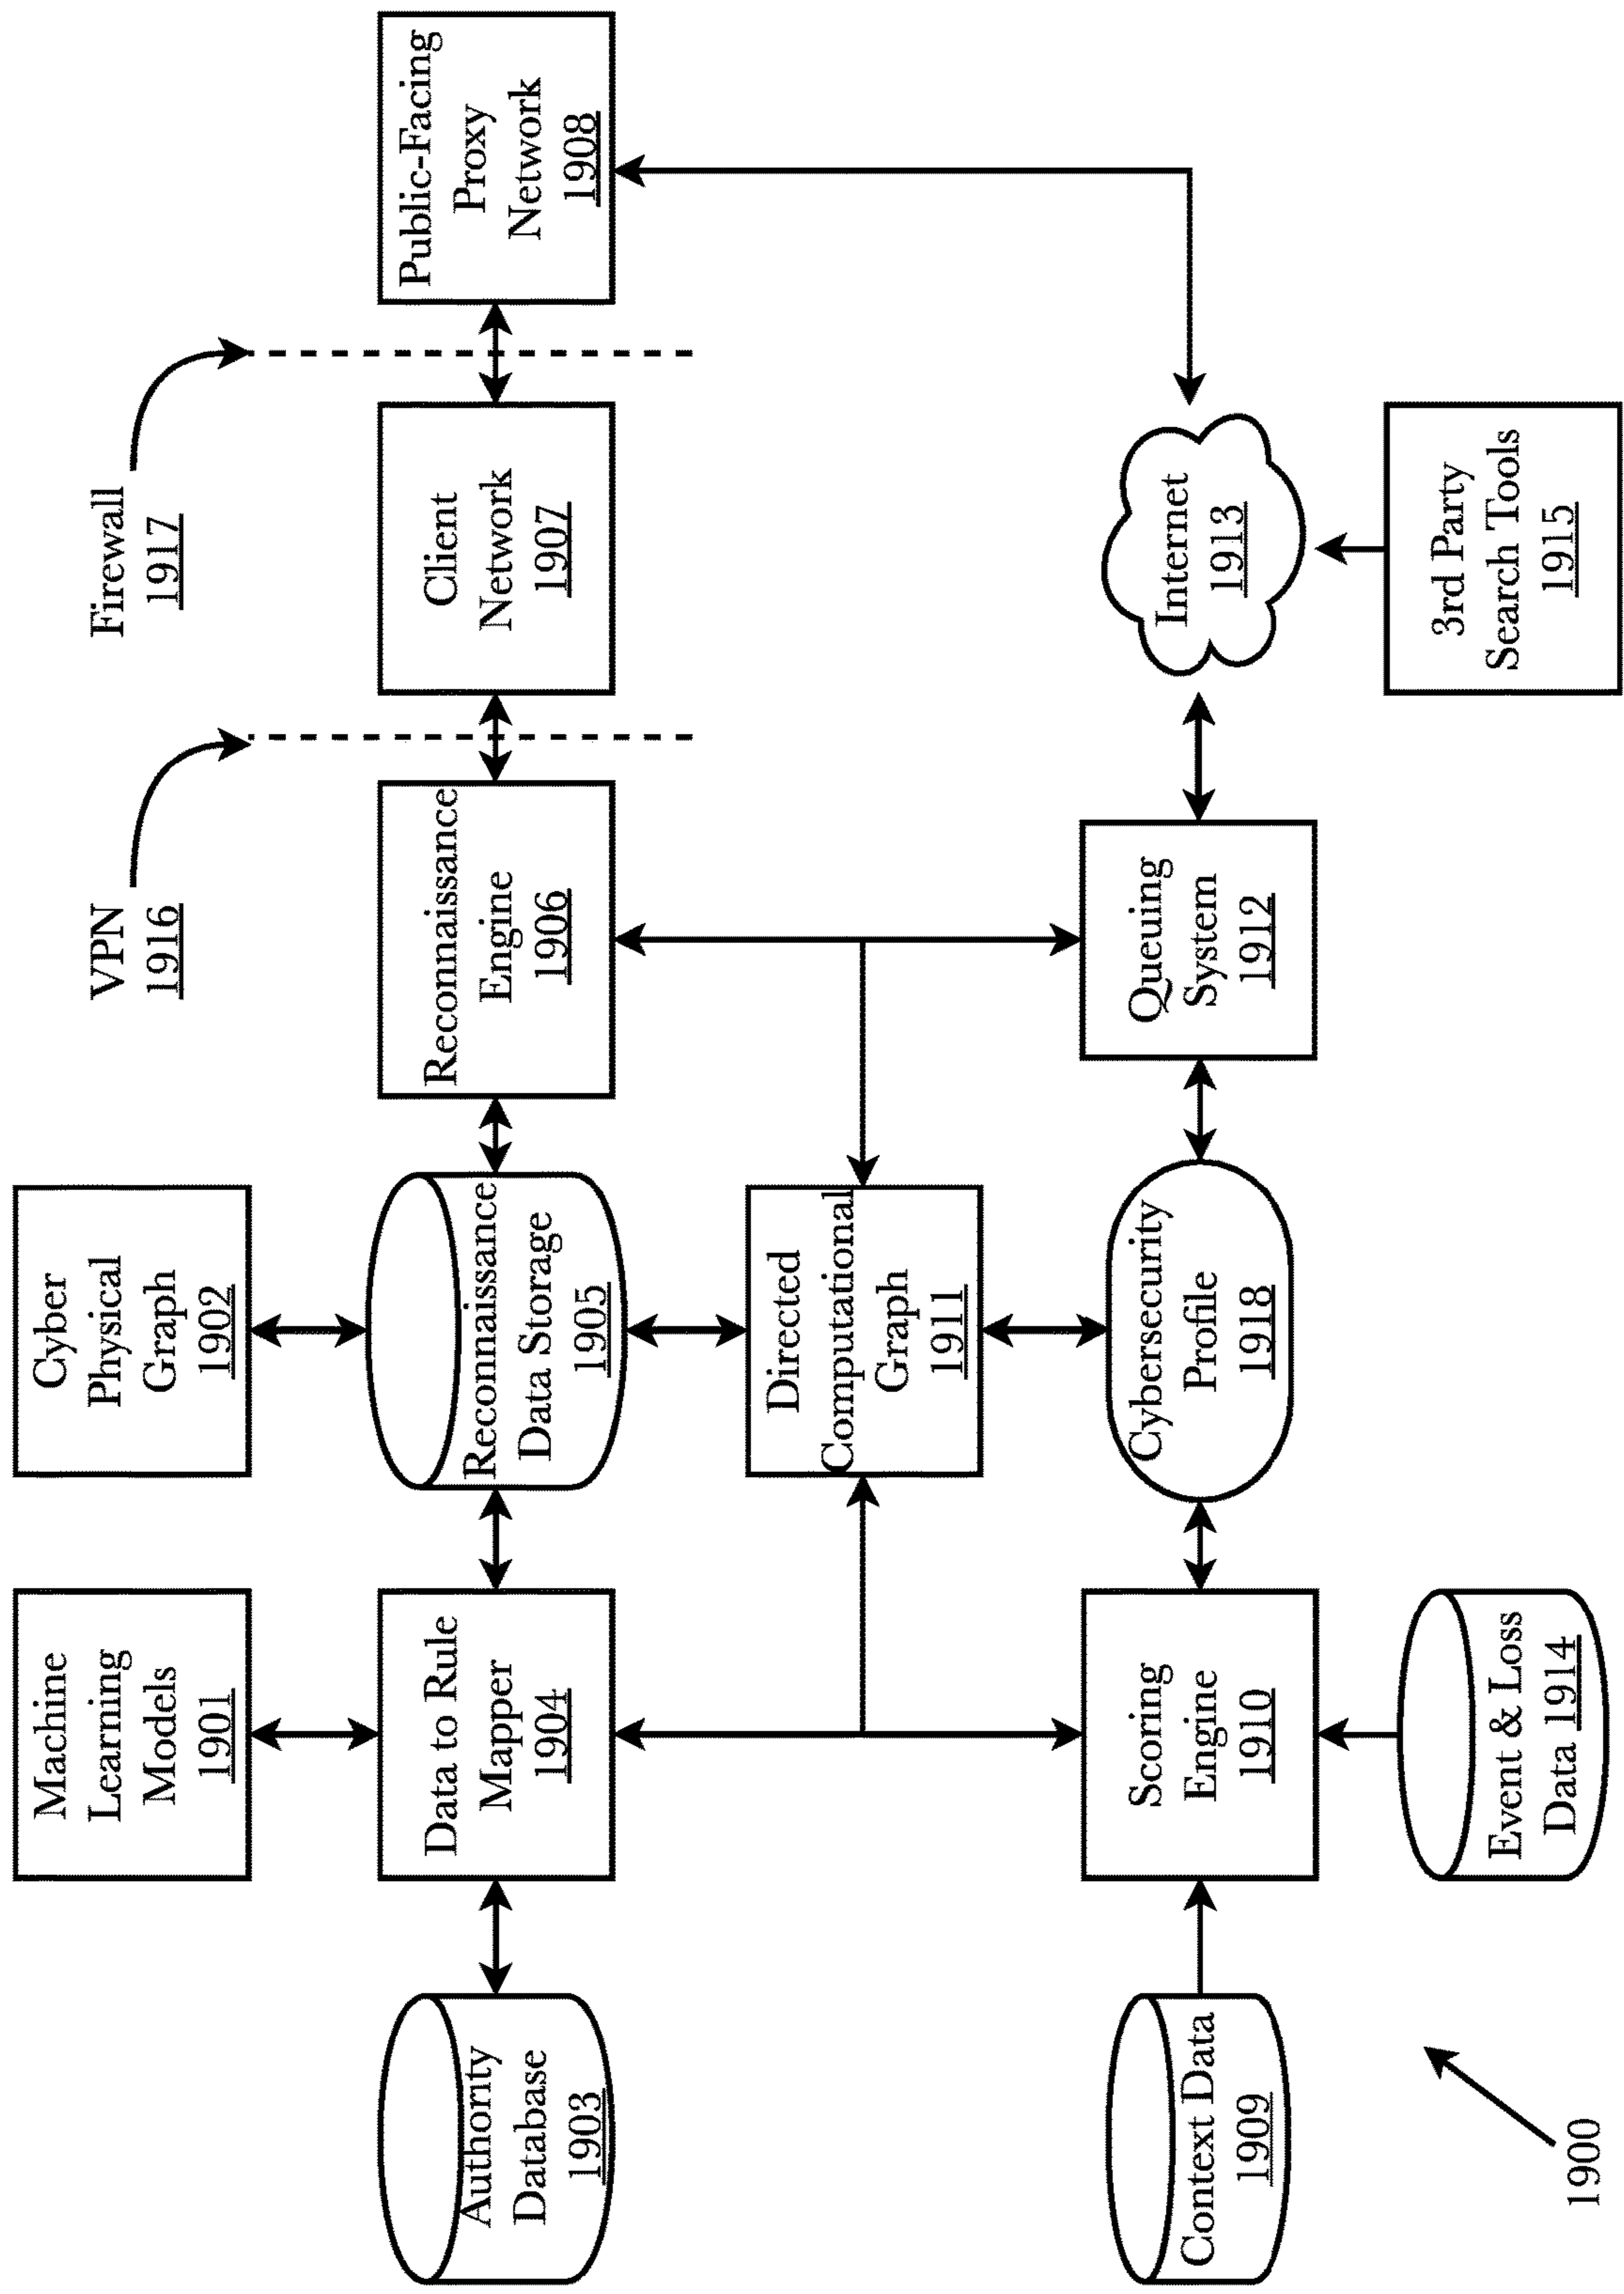 Machine
Learning
Models
1901
Cyber
Physical
Graph
1902
VPN
1916
Firewall
1917
Authority
Database
1903
Data to Rule
Mapper
1904
Reconnaissance
Data Storage
1905
Reconnaissance
Engine
1906
Client
Network
1907
Public-Facing
Proxy
Network
1908
Directed
Computational
Graph
1911
Context Data
1909
Scoring
Engine
1910
Cybersecurity
Profile
1918
Queuing
System
1912
Internet
1913
Event & Loss
Data 1914
3rd Party
Search Tools
1915
1900